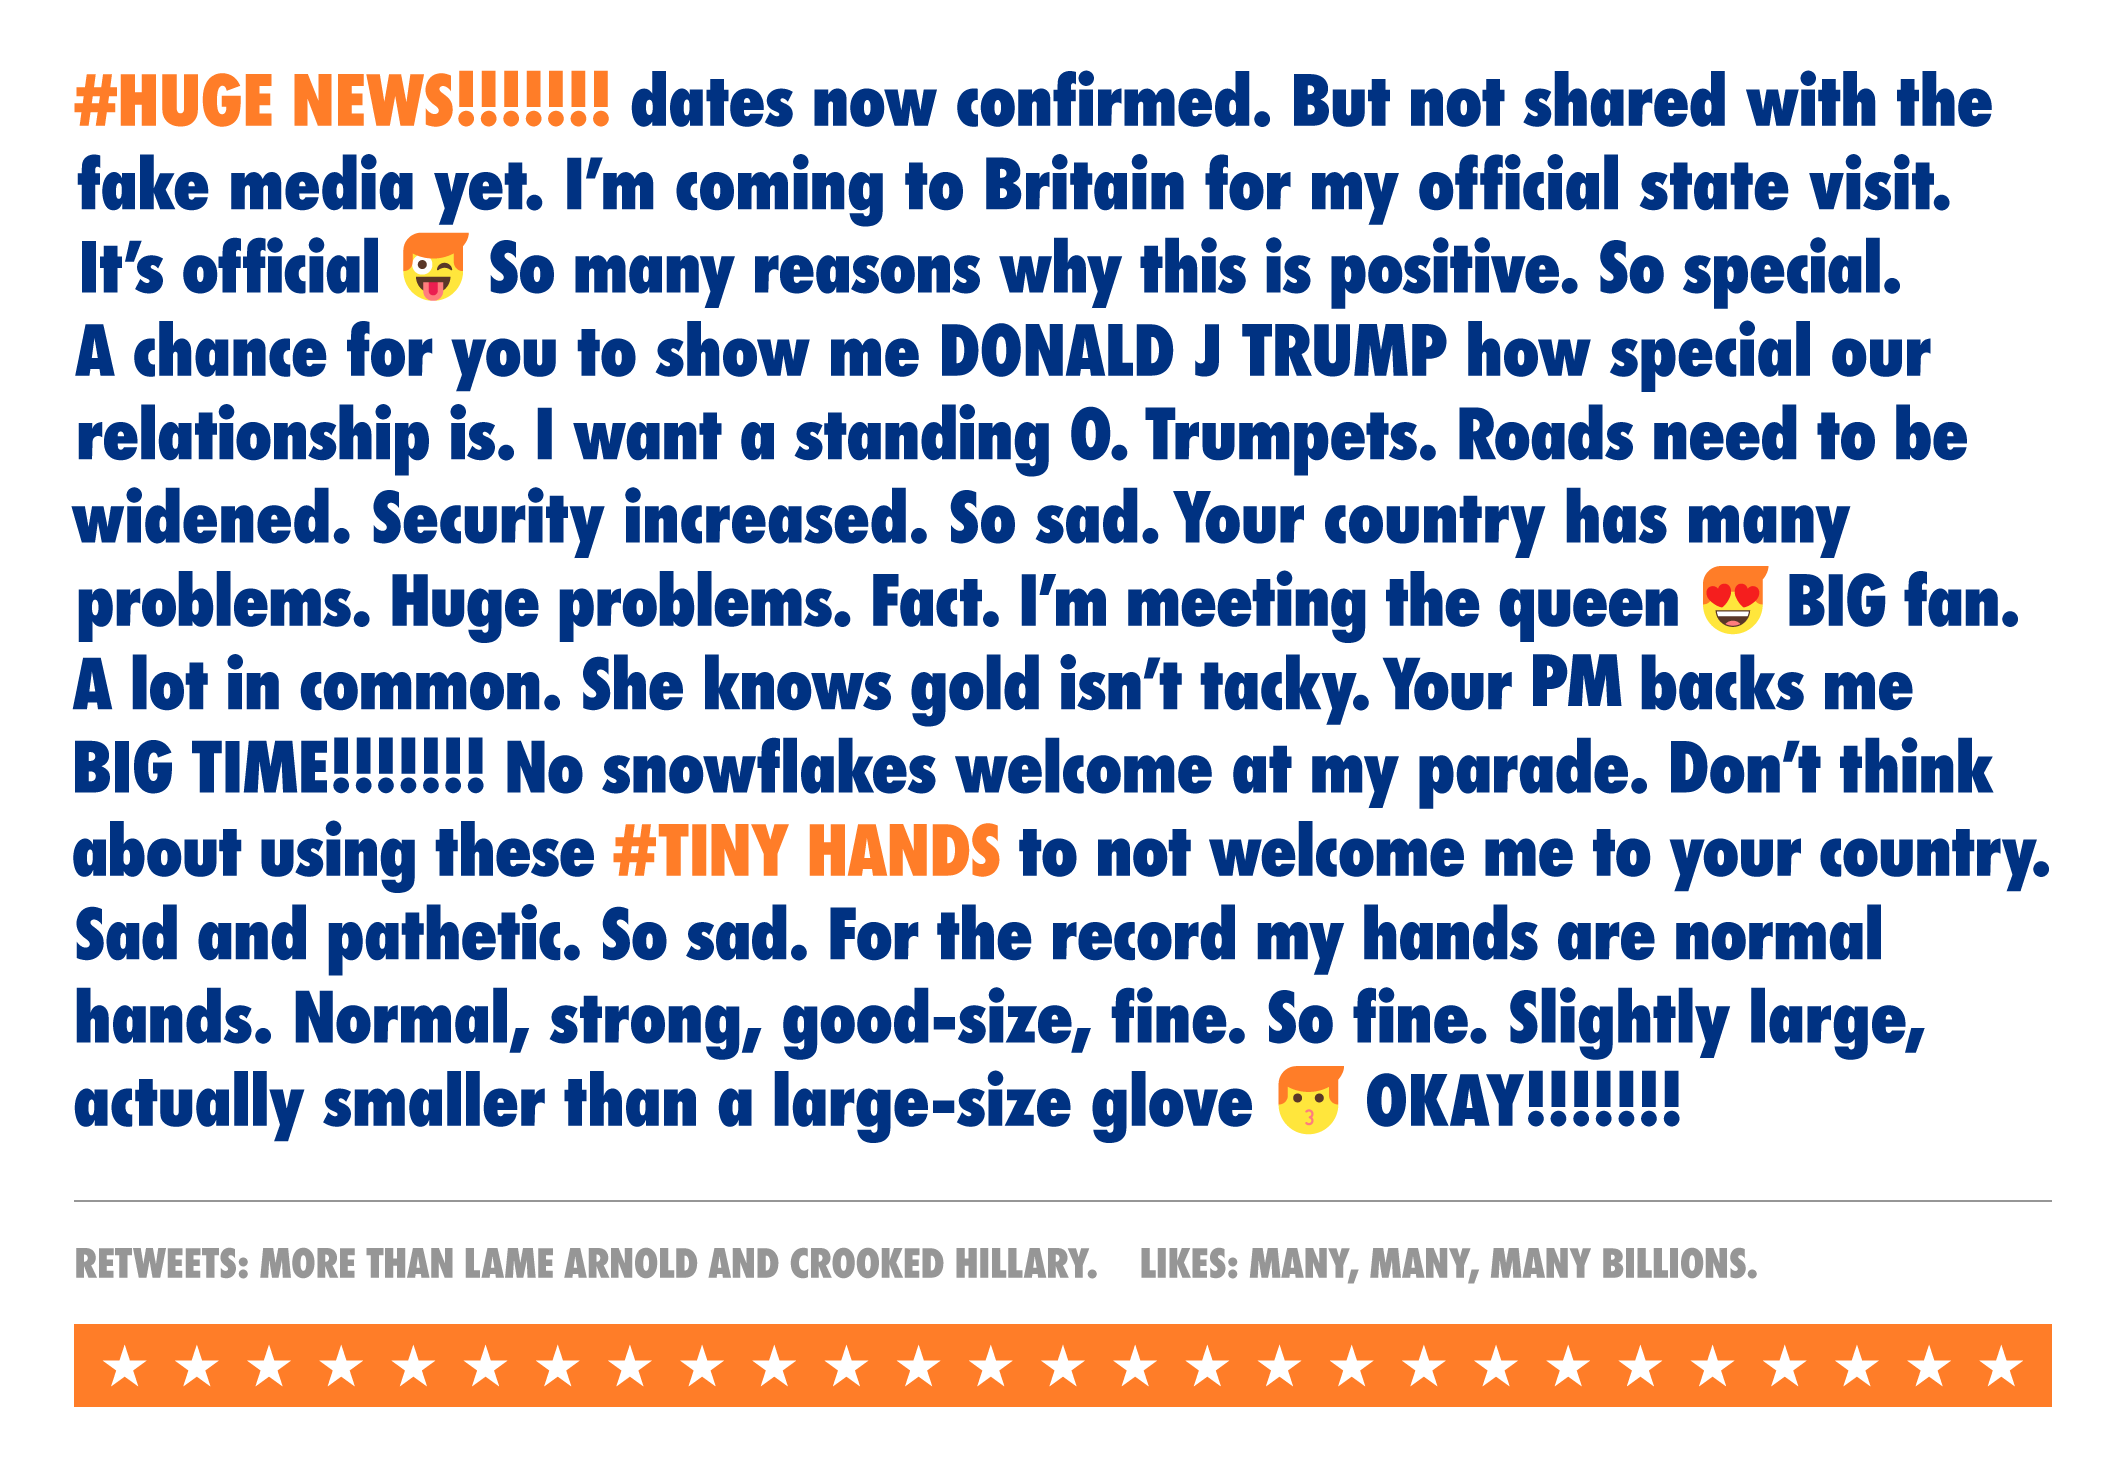 #HUGE NEWS!!!!!!! dates now confirmed. But not shared with the
fake media yet. I’m coming to Britain for my official state visit.
It’s official 😜 So many reasons why this is positive. So special.
A chance for you to show me DONALD J TRUMP how special our
relationship is. I want a standing O. Trumpets. Roads need to be
widened. Security increased. So sad. Your country has many
problems. Huge problems. Fact. I’m meeting the queen 😍 BIG fan.
A lot in common. She knows gold isn’t tacky. Your PM backs me
BIG TIME!!!!!!! No snowflakes welcome at my parade. Don’t think
about using these #TINY HANDS to not welcome me to your country.
Sad and pathetic. So sad. For the record my hands are normal
hands. Normal, strong, good-size, fine. So fine. Slightly large,
actually smaller than a large-size glove 😗 OKAY!!!!!!!
RETWEETS: MORE THAN LAME ARNOLD AND CROOKED HILLARY. LIKES: MANY, MANY, MANY BILLIONS.